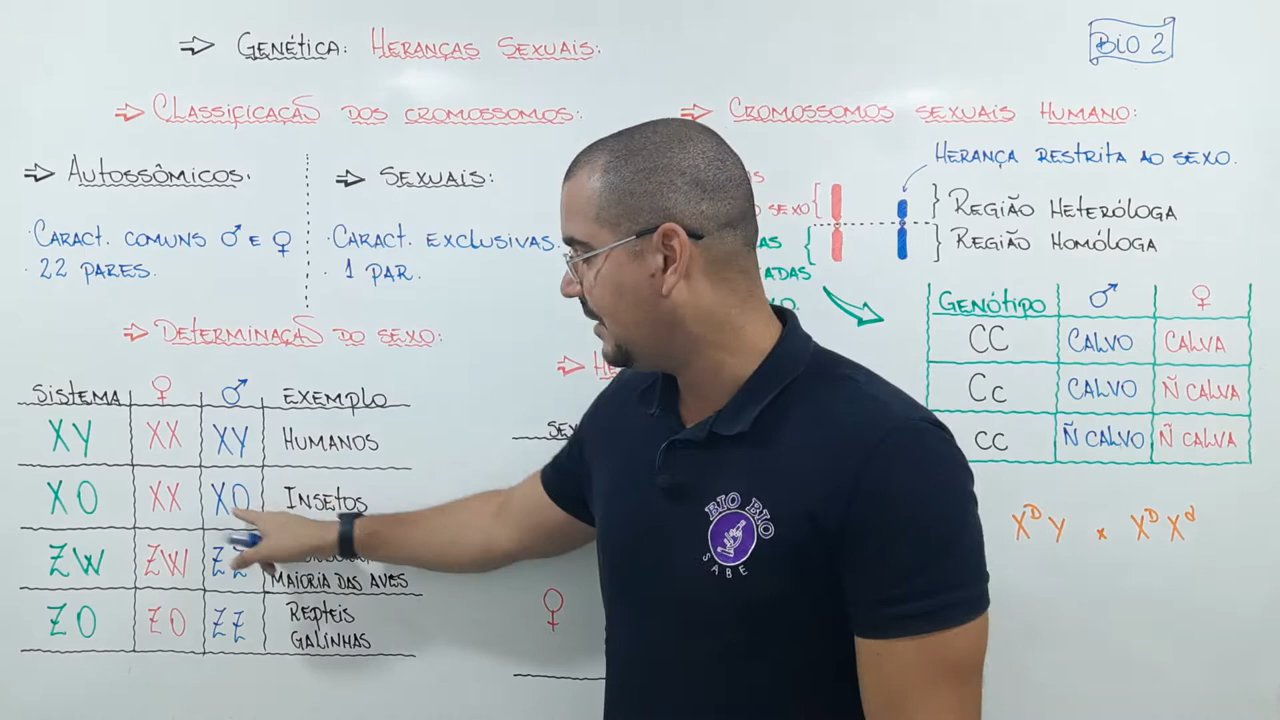 ⇒ GENÉTICA: HERANÇAS SEXUAIS:
BIO 2
⇒ CLASSIFICAÇÃO DOS CROMOSSOMOS:
⇒ AUTOSSÔMICOS.
· CARACT. COMUNS ♂ E ♀
· 22 PARES.
⇒ SEXUAIS:
· CARACT. EXCLUSIVAS.
· 1 PAR.
⇒ DETERMINAÇÃO DO SEXO:
SISTEMA ♀ ♂ EXEMPLO
XY XX XY HUMANOS
XO XX XO INSETOS
ZW ZW ZZ
MAIORIA DAS AVES
ZO ZO ZZ REPTEIS
GALINHAS
⇒ CROMOSSOMOS SEXUAIS HUMANO:
HERANÇA RESTRITA AO SEXO.
SEXO
REGIÃO HETERÓLOGA
REGIÃO HOMÓLOGA
GENÓTIPO ♂ ♀
CC CALVO CALVA
Cc CALVO Ñ CALVA
cc Ñ CALVO Ñ CALVA
X^D Y x X^D X^d
♀
BIO BIO
SABE